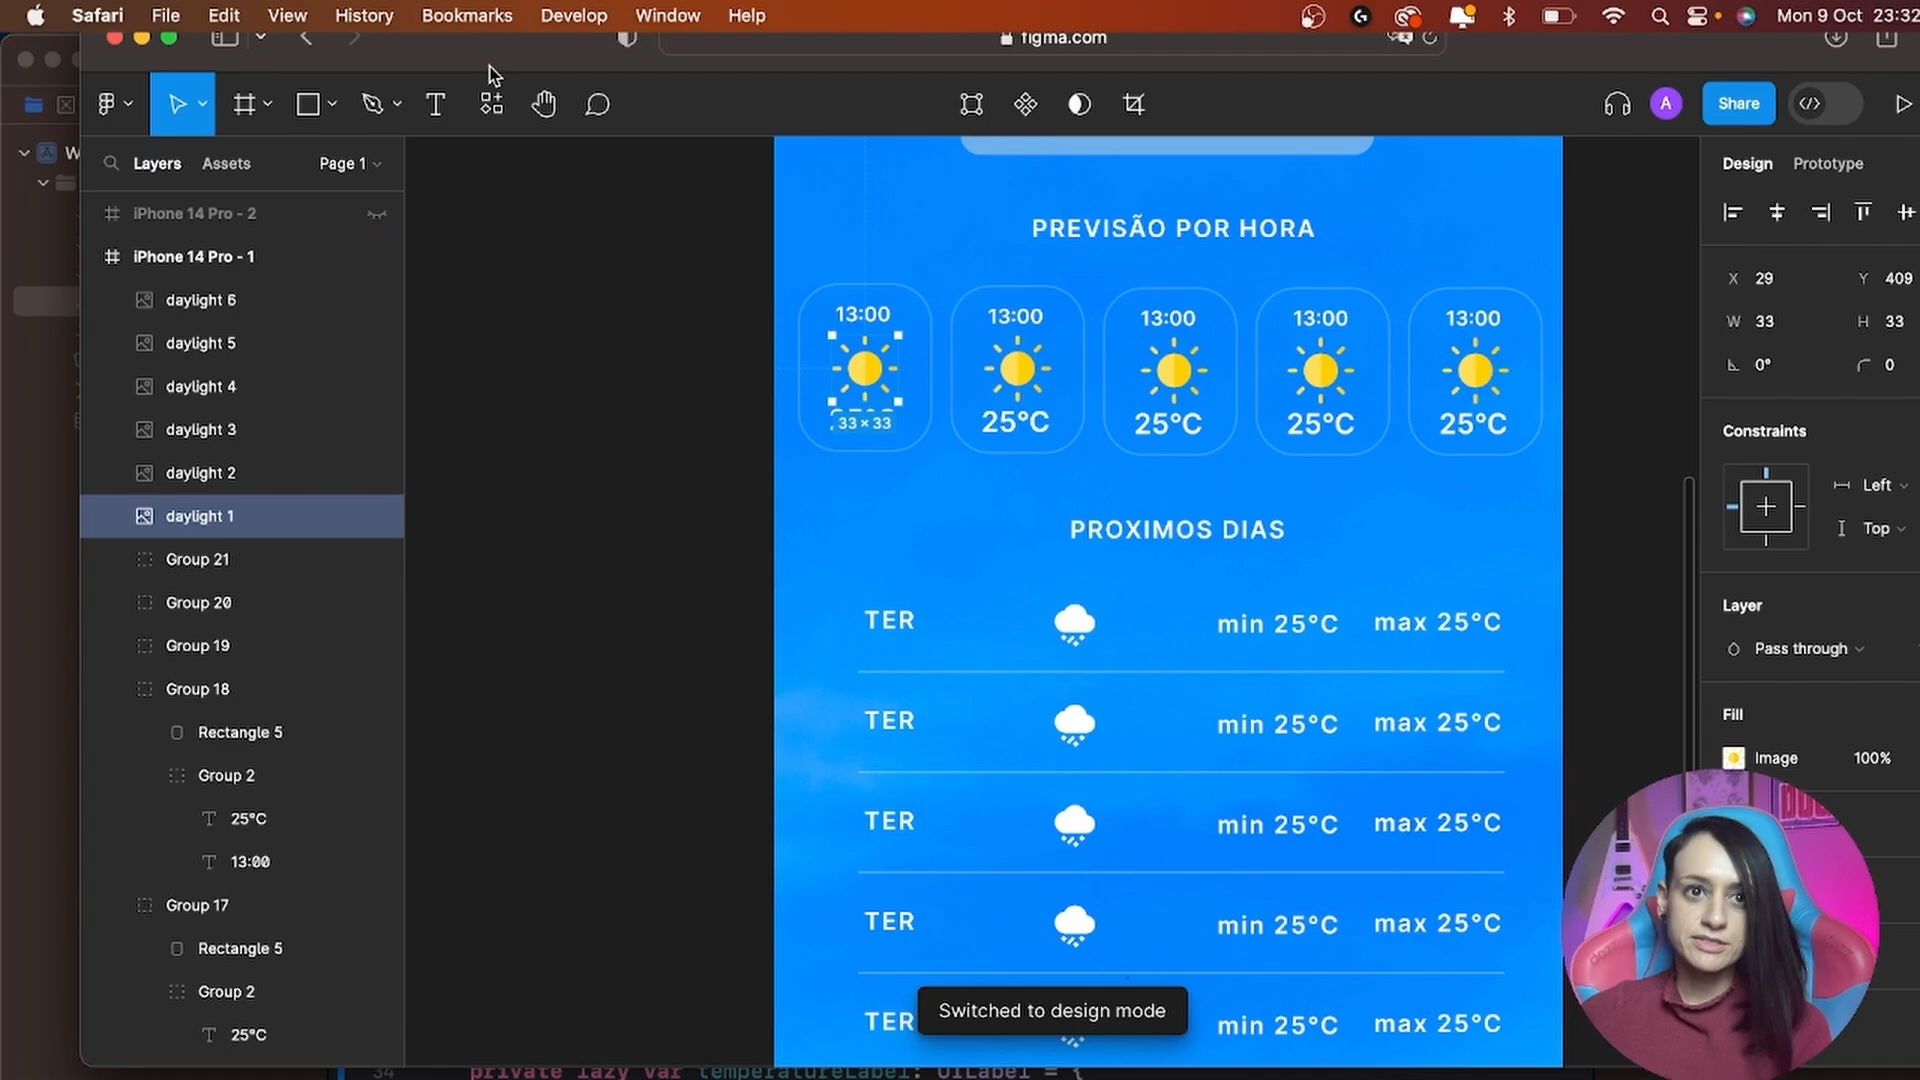 Safari File Edit View History Bookmarks Develop Window Help Mon 9 Oct 23:32
figma.com
A Share
Layers Assets Page 1
Design Prototype
iPhone 14 Pro - 2
iPhone 14 Pro - 1
daylight 6
daylight 5
daylight 4
daylight 3
daylight 2
daylight 1
Group 21
Group 20
Group 19
Group 18
Rectangle 5
Group 2
25°C
13:00
Group 17
Rectangle 5
Group 2
25°C
PREVISÃO POR HORA
13:00 13:00 13:00 13:00 13:00
33 × 33 25°C 25°C 25°C 25°C
PROXIMOS DIAS
TER min 25°C max 25°C
TER min 25°C max 25°C
TER min 25°C max 25°C
TER min 25°C max 25°C
TER min 25°C max 25°C
Switched to design mode
X 29 Y 409
W 33 H 33
0° 0
Constraints
Left
Top
Layer
Pass through
Fill
Image 100%
34 private lazy var temperatureLabel: UILabel = {